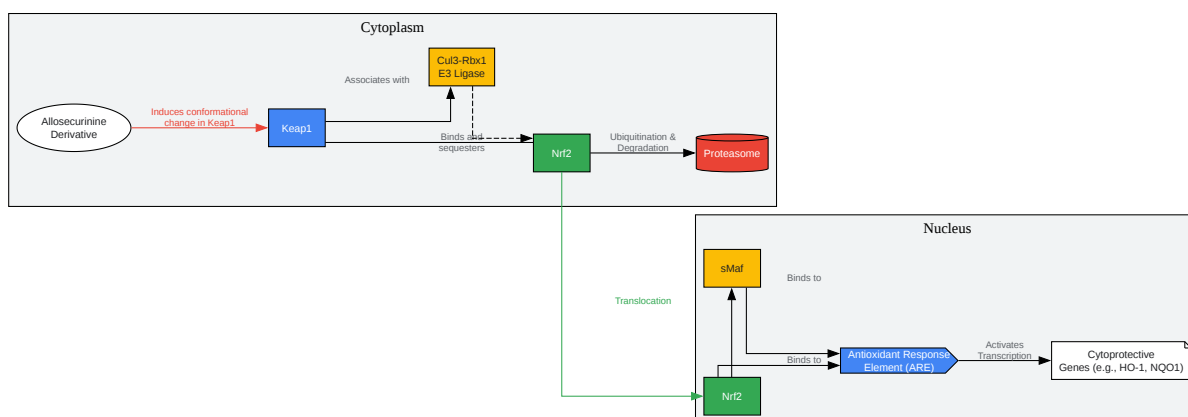 Cytoplasm
Cul3-Rbx1
E3 Ligase
Associates with
Allosecurinine
Derivative
Induces conformational
change in Keap1
Keap1
Binds and
sequesters
Nrf2
Ubiquitination &
Degradation
Proteasome
Nucleus
sMaf
Binds to
Translocation
Binds to
Antioxidant Response
Element (ARE)
Activates
Transcription
Cytoprotective
Genes (e.g., HO-1, NQO1)
Nrf2